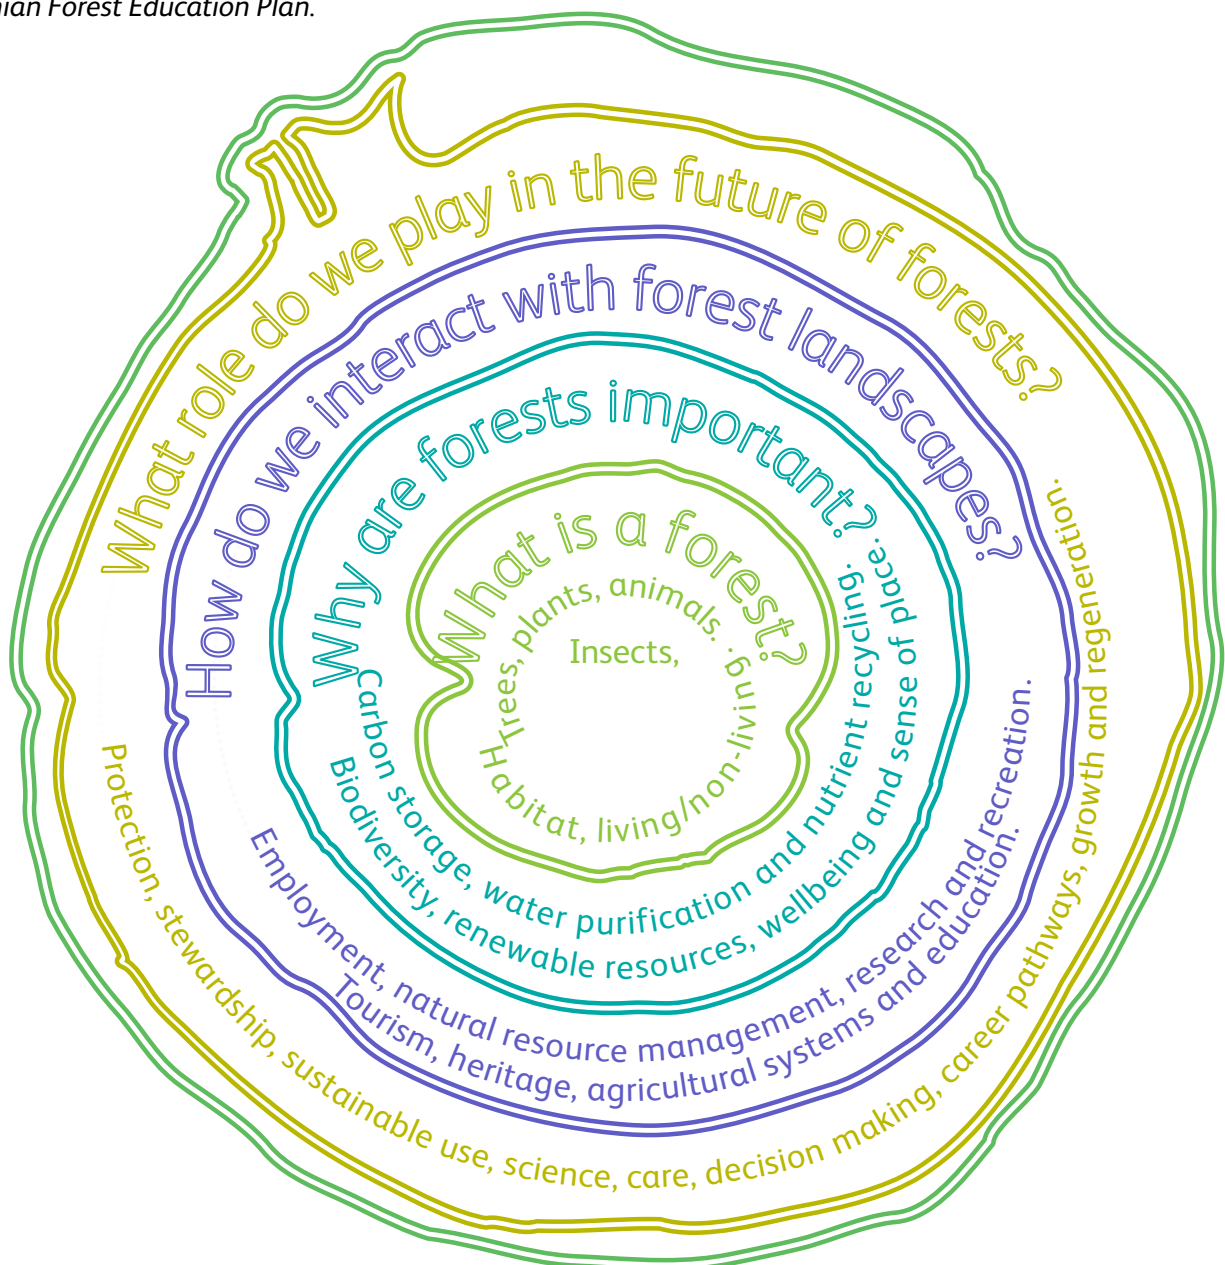 nian Forest Education Plan.
What role do we play in the future of forests?
How do we interact with forest landscapes?
Why are forests important?
What is a forest?
Trees, plants, animals.
Insects,
Habitat, living/non-living.
Carbon storage, water purification and nutrient recycling.
Biodiversity, renewable resources, wellbeing and sense of place.
Employment, natural resource management, research and recreation.
Tourism, heritage, agricultural systems and education.
Protection, stewardship, sustainable use, science, care, decision making, career pathways, growth and regeneration.